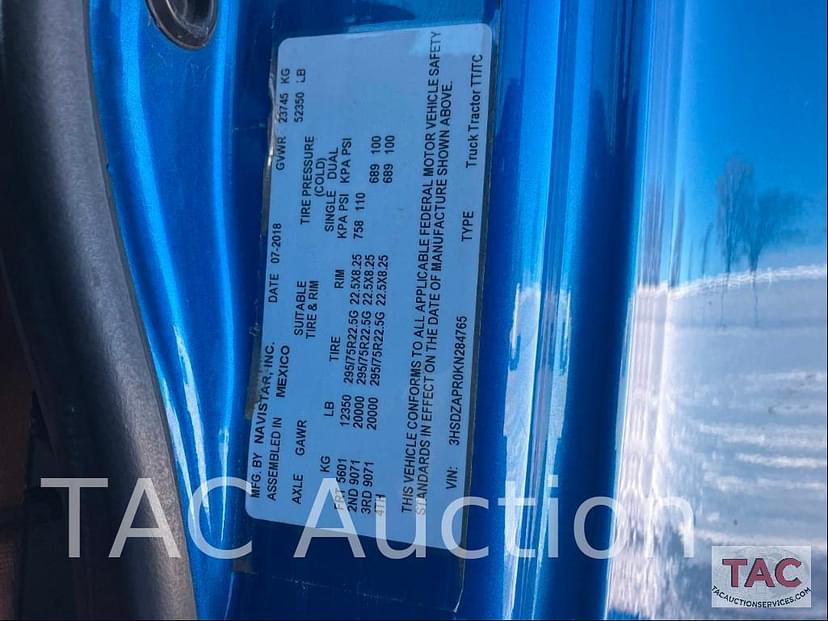 MFG. BY NAVISTAR, INC. DATE 07-2018 GVWR 23745 KG
ASSEMBLED IN MEXICO 52350 LB
AXLE GAWR SUITABLE TIRE & RIM TIRE PRESSURE (COLD)
SINGLE DUAL
KG LB TIRE RIM KPA PSI KPA PSI
FRT 5601 12350 295/75R22.5G 22.5X8.25 758 110
2ND 9071 20000 295/75R22.5G 22.5X8.25 689 100
3RD 9071 20000 295/75R22.5G 22.5X8.25 689 100
4TH
THIS VEHICLE CONFORMS TO ALL APPLICABLE FEDERAL MOTOR VEHICLE SAFETY
STANDARDS IN EFFECT ON THE DATE OF MANUFACTURE SHOWN ABOVE.
VIN: 3HSDZAPR0KN284765 TYPE Truck Tractor TT/TC
TAC Auction
TAC
TACAUCTIONSERVICES.COM